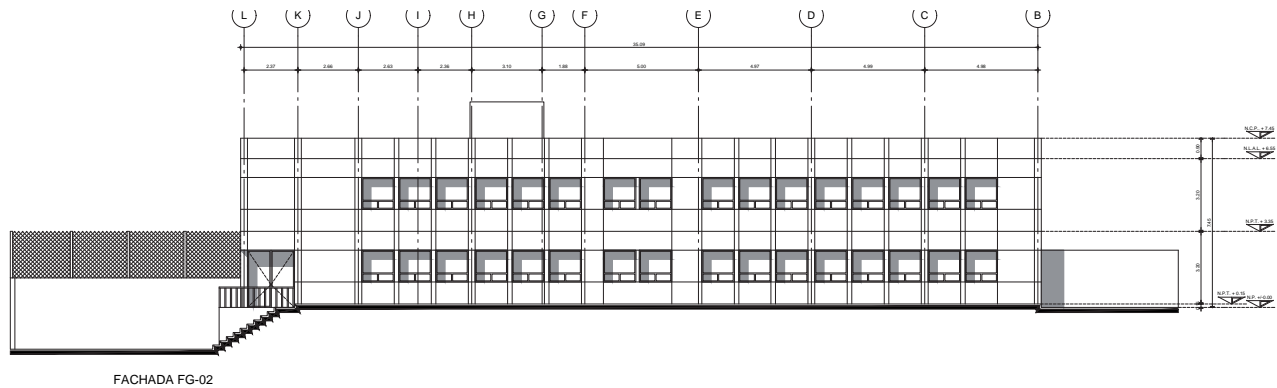 L K J I H G F E D C B
35.09
2.37 2.66 2.63 2.36 3.10 1.88 5.00 4.97 4.99 4.98
N.C.P. + 7.45
0.90
N.L.A.L. + 6.55
3.20
7.45
N.P.T. + 3.35
3.20
N.P.T. + 0.15
N.P. +/-0.00
FACHADA FG-02